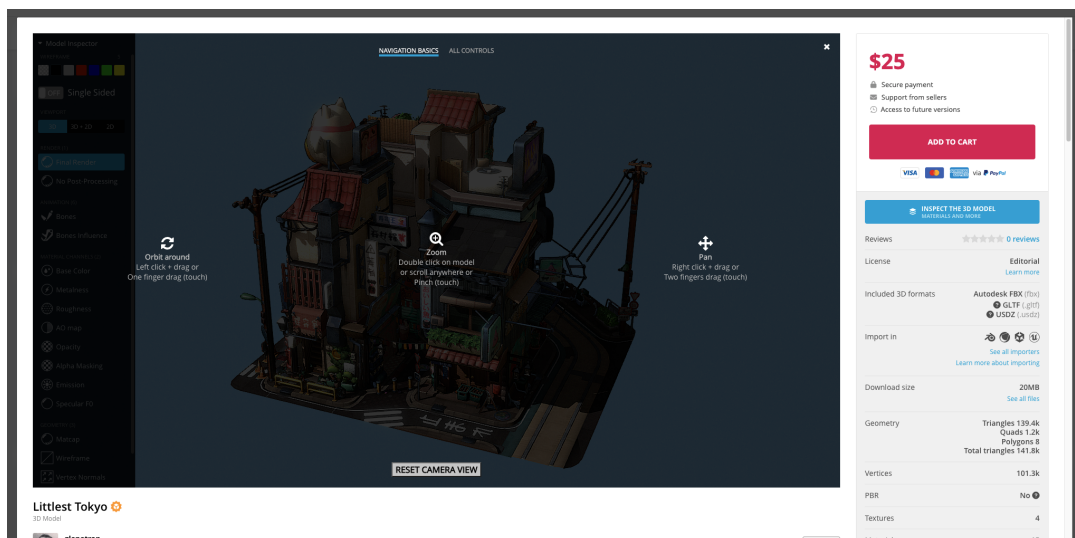 Model Inspector
NAVIGATION BASICS
ALL CONTROLS
OFF Single Sided
3D 3D + 2D 2D
Final Render
No Post-Processing
Bones
Bones Influence
Base Color
Metalness
Roughness
AO map
Opacity
Alpha Masking
Emission
Specular F0
Matcap
Wireframe
Vertex Normals
Orbit around
Left click + drag or
One finger drag (touch)
Zoom
Double click on model
or scroll anywhere or
Pinch (touch)
Pan
Right click + drag or
Two fingers drag (touch)
RESET CAMERA VIEW
Littlest Tokyo
3D Model
glenatron
$25
Secure payment
Support from sellers
Access to future versions
ADD TO CART
VISA via PayPal
INSPECT THE 3D MODEL
MATERIALS AND MORE
Reviews 0 reviews
License Editorial
Learn more
Included 3D formats Autodesk FBX (fbx)
GLTF (.gltf)
USDZ (.usdz)
Import in
See all importers
Learn more about importing
Download size 20MB
See all files
Geometry Triangles 139.4k
Quads 1.2k
Polygons 8
Total triangles 141.8k
Vertices 101.3k
PBR No
Textures 4